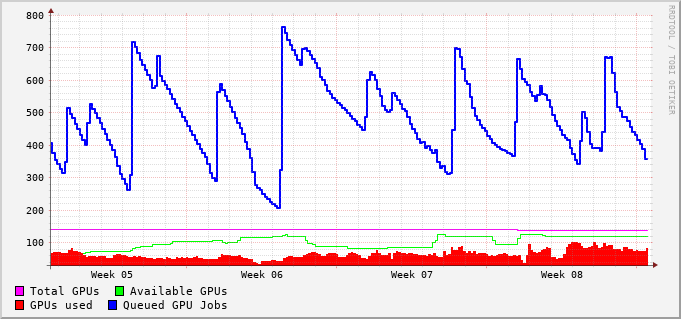 800
700
600
500
400
300
200
100
Week 05 Week 06 Week 07 Week 08
Total GPUs Available GPUs
GPUs used Queued GPU Jobs
RRDTOOL / TOBI OETIKER